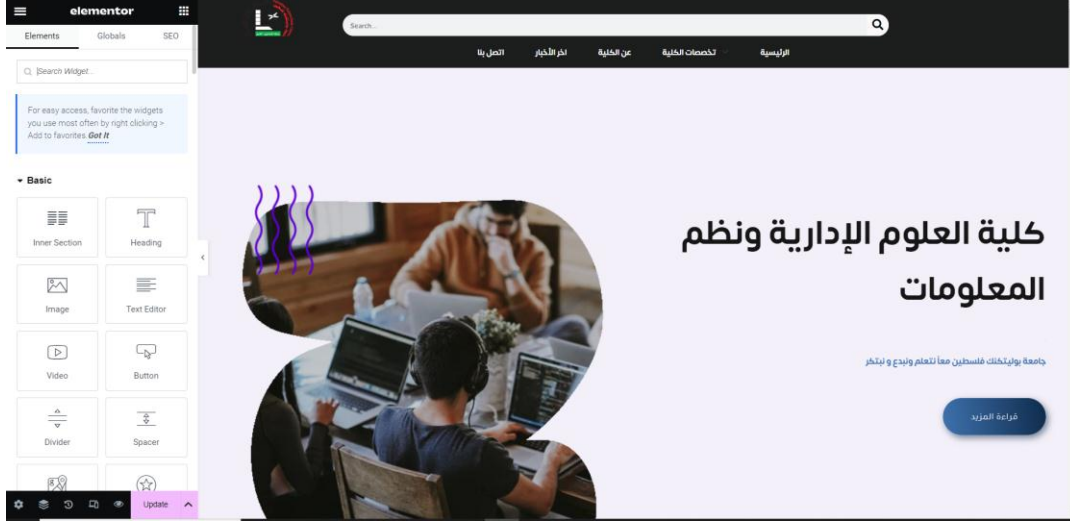 elementor
Elements Globals SEO
Search Widget...
For easy access, favorite the widgets
you use most often by right clicking >
Add to favorites. Got It
Basic
Inner Section Heading
Image Text Editor
Video Button
Divider Spacer
Update
Search...
الرئيسية تخصصات الكلية عن الكلية اخر الأخبار اتصل بنا
كلية العلوم الإدارية ونظم
المعلومات
جامعة بوليتكنك فلسطين معاً نتعلم ونبدع و نبتكر
قراءة المزيد